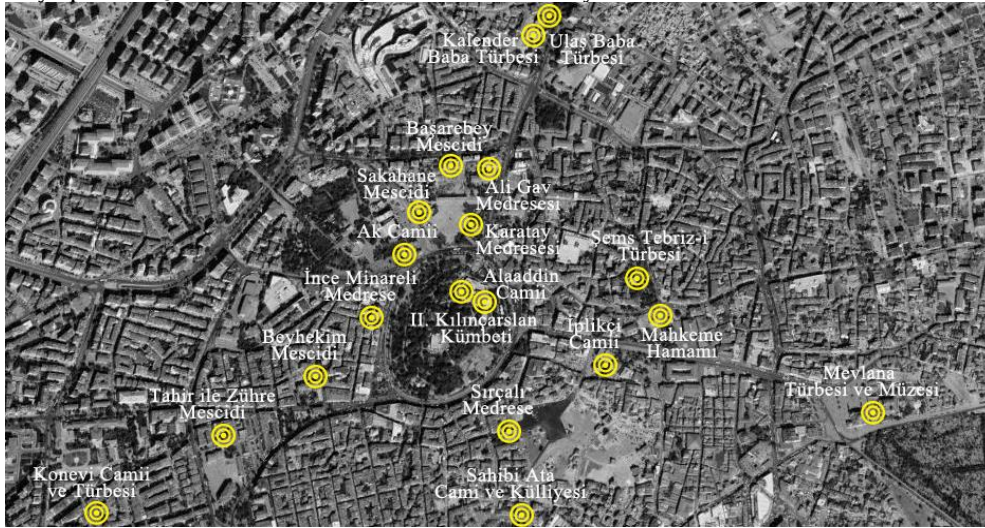 Kalender
Baba Türbesi
Ulaş Baba
Türbesi
Başarebey
Mescidi
Sakahane
Mescidi
Ali Gav
Medresesi
Ak Camii
Karatay
Medresesi
Şems Tebriz-i
Türbesi
İnce Minareli
Medrese
Alaaddin
Camii
II. Kılınçarslan
Kümbeti
Beyhekim
Mescidi
İplikçi
Camii
Mahkeme
Hamamı
Mevlana
Türbesi ve Müzesi
Tahir ile Zühre
Mescidi
Sırçalı
Medrese
Konevi Camii
ve Türbesi
Sahibi Ata
Cami ve Külliyesi